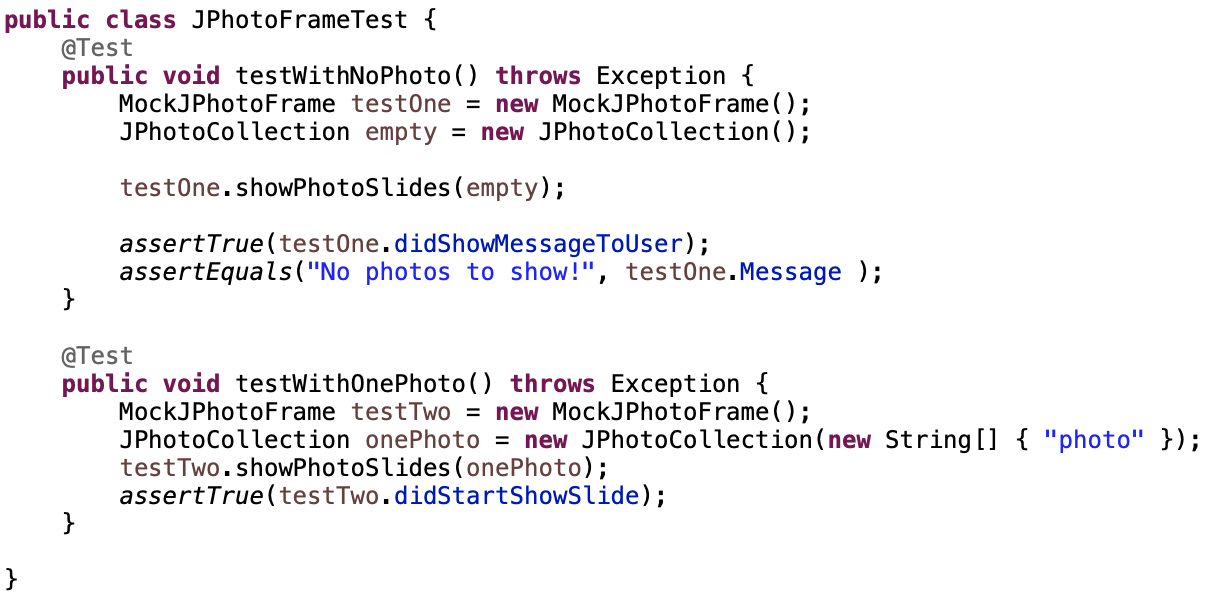 public class JPhotoFrameTest {
    @Test
    public void testWithNoPhoto() throws Exception {
        MockJPhotoFrame testOne = new MockJPhotoFrame();
        JPhotoCollection empty = new JPhotoCollection();

        testOne.showPhotoSlides(empty);

        assertTrue(testOne.didShowMessageToUser);
        assertEquals("No photos to show!", testOne.Message );
    }

    @Test
    public void testWithOnePhoto() throws Exception {
        MockJPhotoFrame testTwo = new MockJPhotoFrame();
        JPhotoCollection onePhoto = new JPhotoCollection(new String[] { "photo" });
        testTwo.showPhotoSlides(onePhoto);
        assertTrue(testTwo.didStartShowSlide);
    }

}